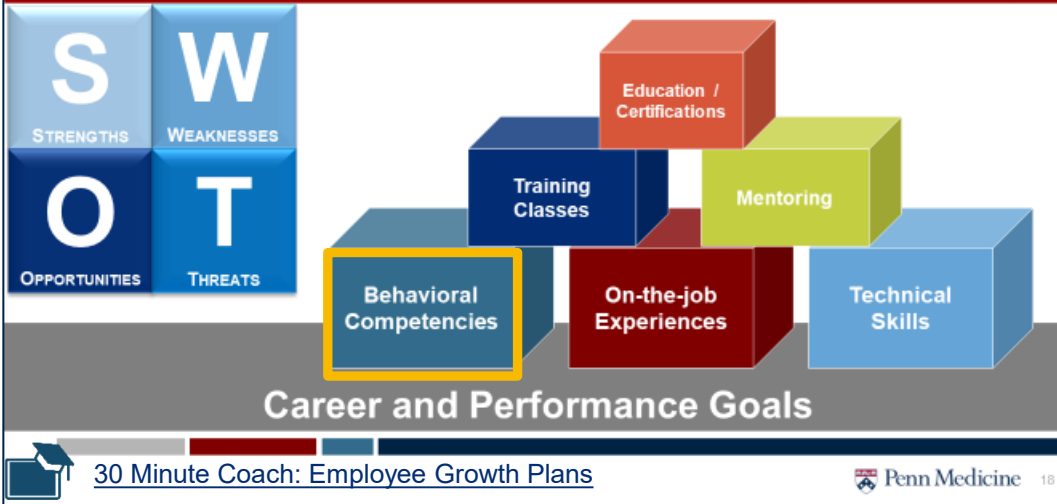 S
STRENGTHS
W
WEAKNESSES
O
OPPORTUNITIES
T
THREATS
Education /
Certifications
Training
Classes
Mentoring
Behavioral
Competencies
On-the-job
Experiences
Technical
Skills
Career and Performance Goals
30 Minute Coach: Employee Growth Plans
Penn Medicine
18